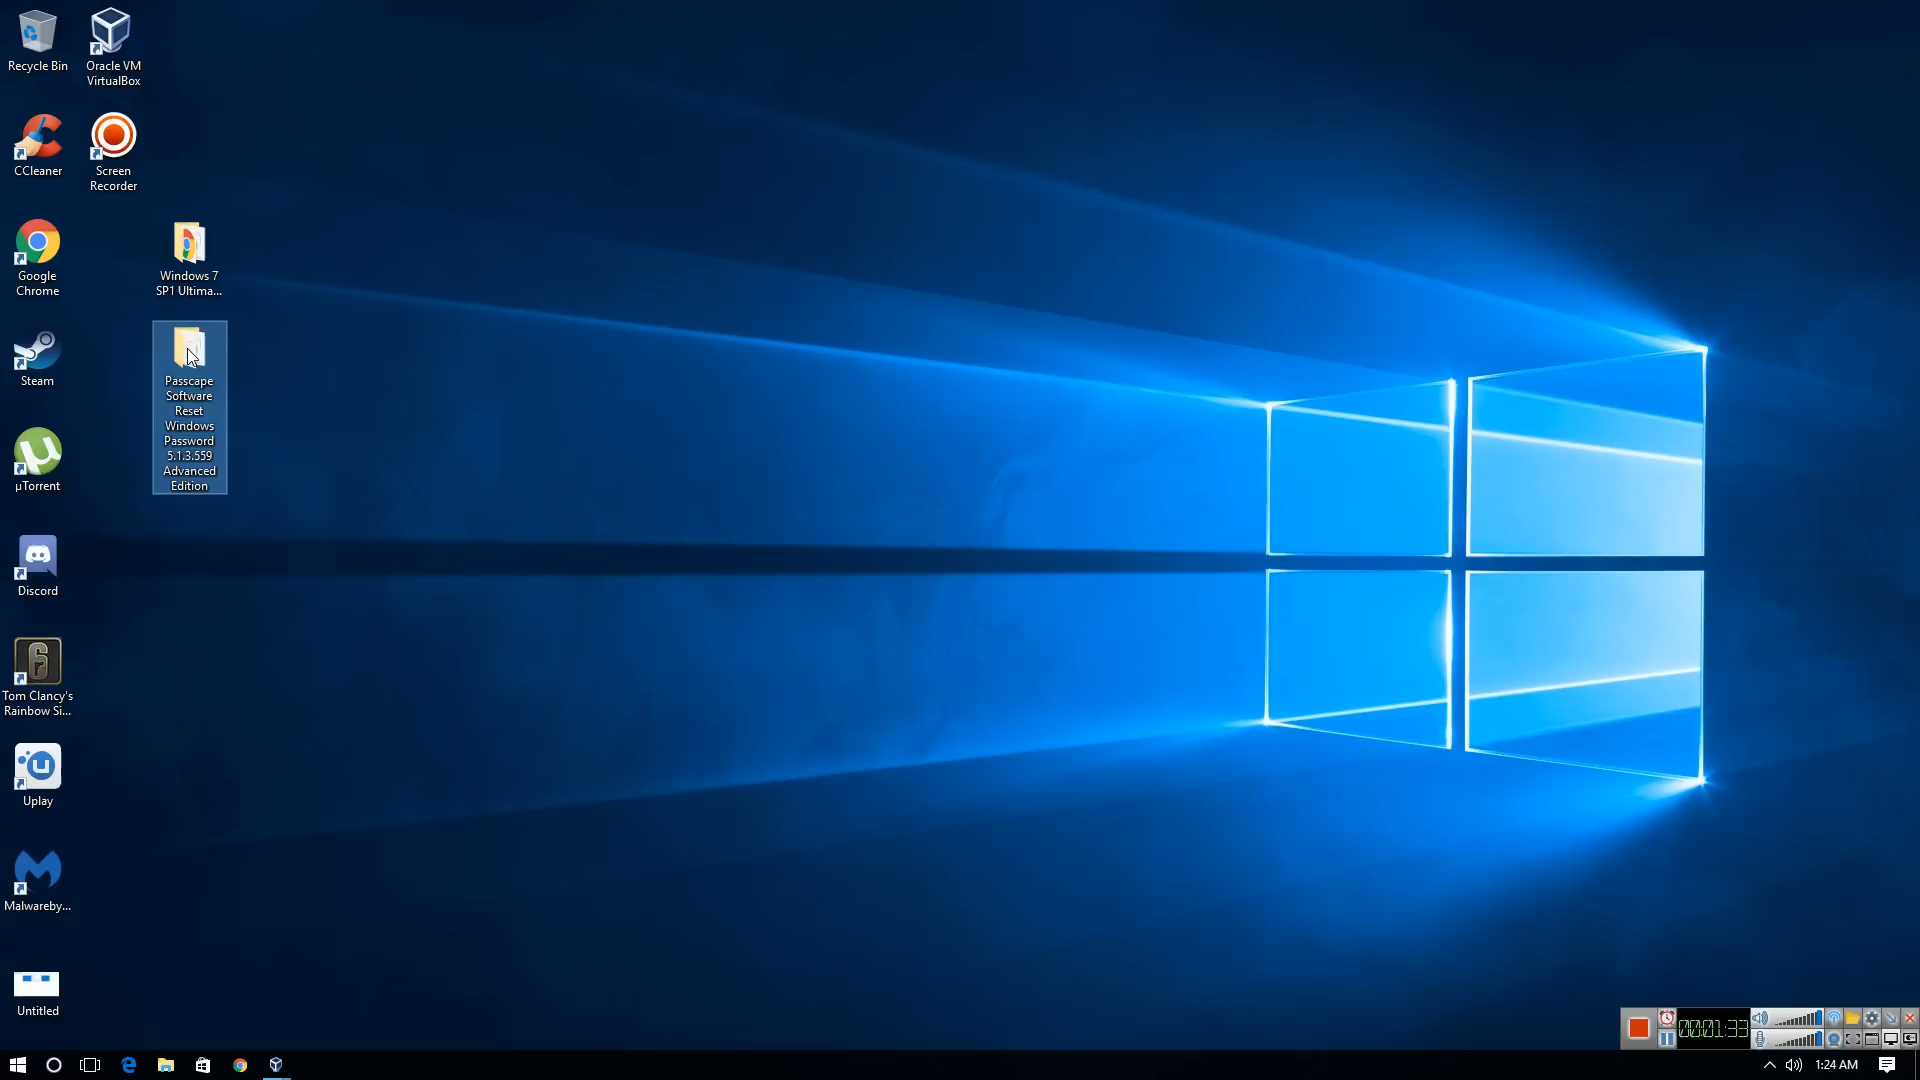 Recycle Bin
Oracle VM
VirtualBox
CCleaner
Screen
Recorder
Google
Chrome
Windows 7
SP1 Ultima...
Steam
Passcape
Software
Reset
Windows
Password
5.1.3.559
Advanced
Edition
µTorrent
Discord
Tom Clancy's
Rainbow Si...
Uplay
Malwareby...
Untitled
00:01:33
1:24 AM